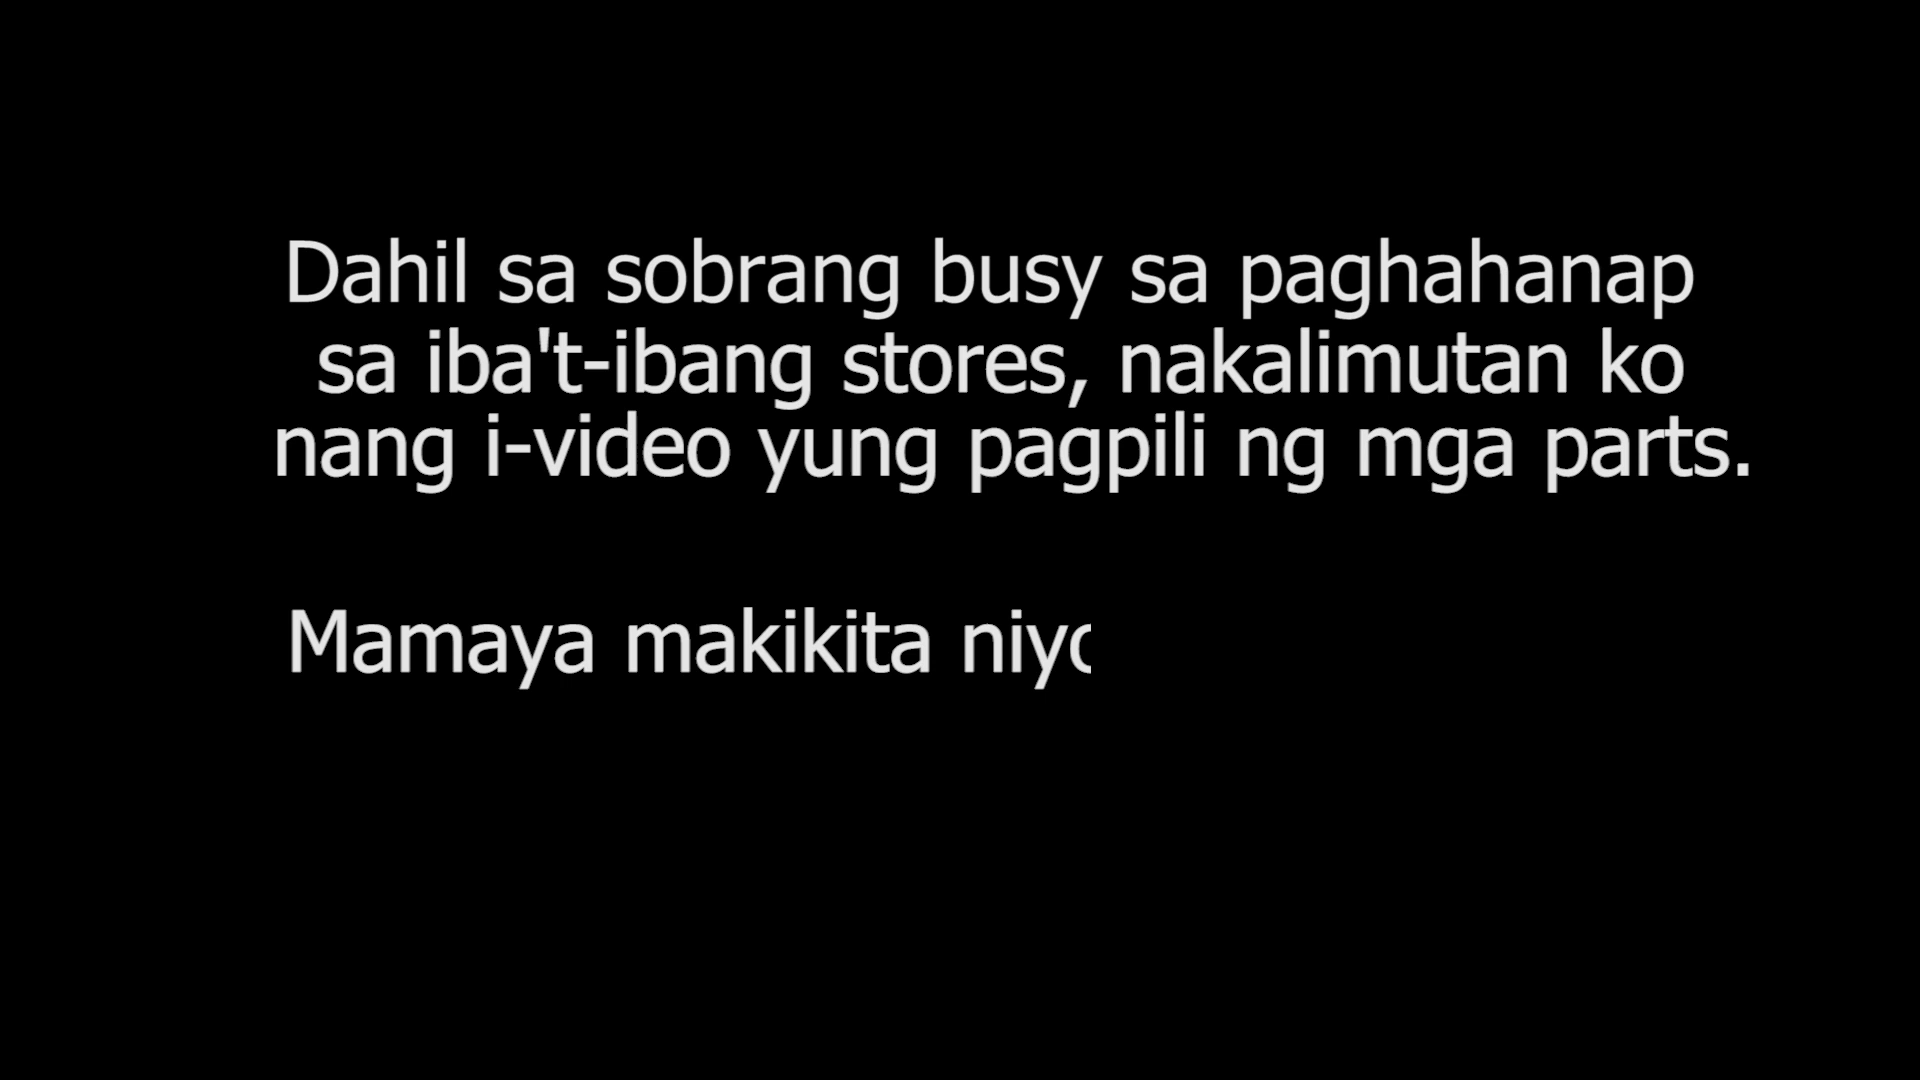 Dahil sa sobrang busy sa paghahanap
sa iba't-ibang stores, nakalimutan ko
nang i-video yung pagpili ng mga parts.
Mamaya makikita